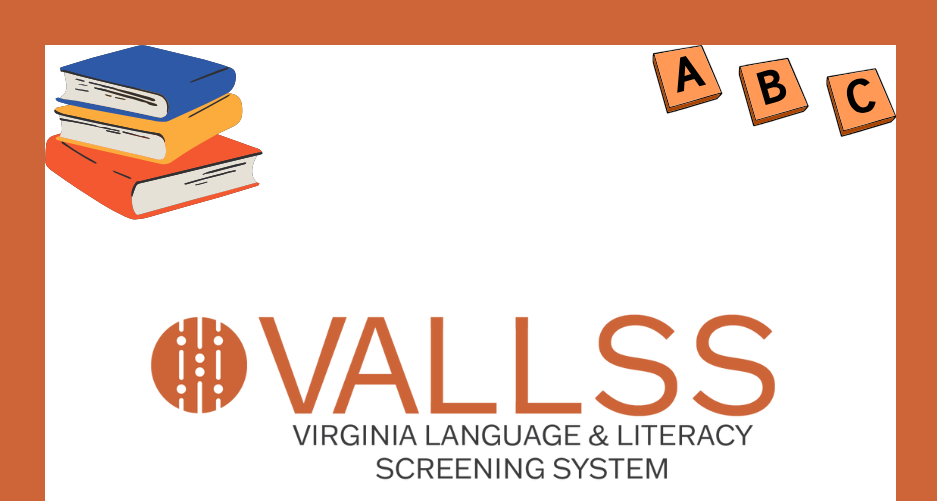 A B C
VALLSS
VIRGINIA LANGUAGE & LITERACY
SCREENING SYSTEM